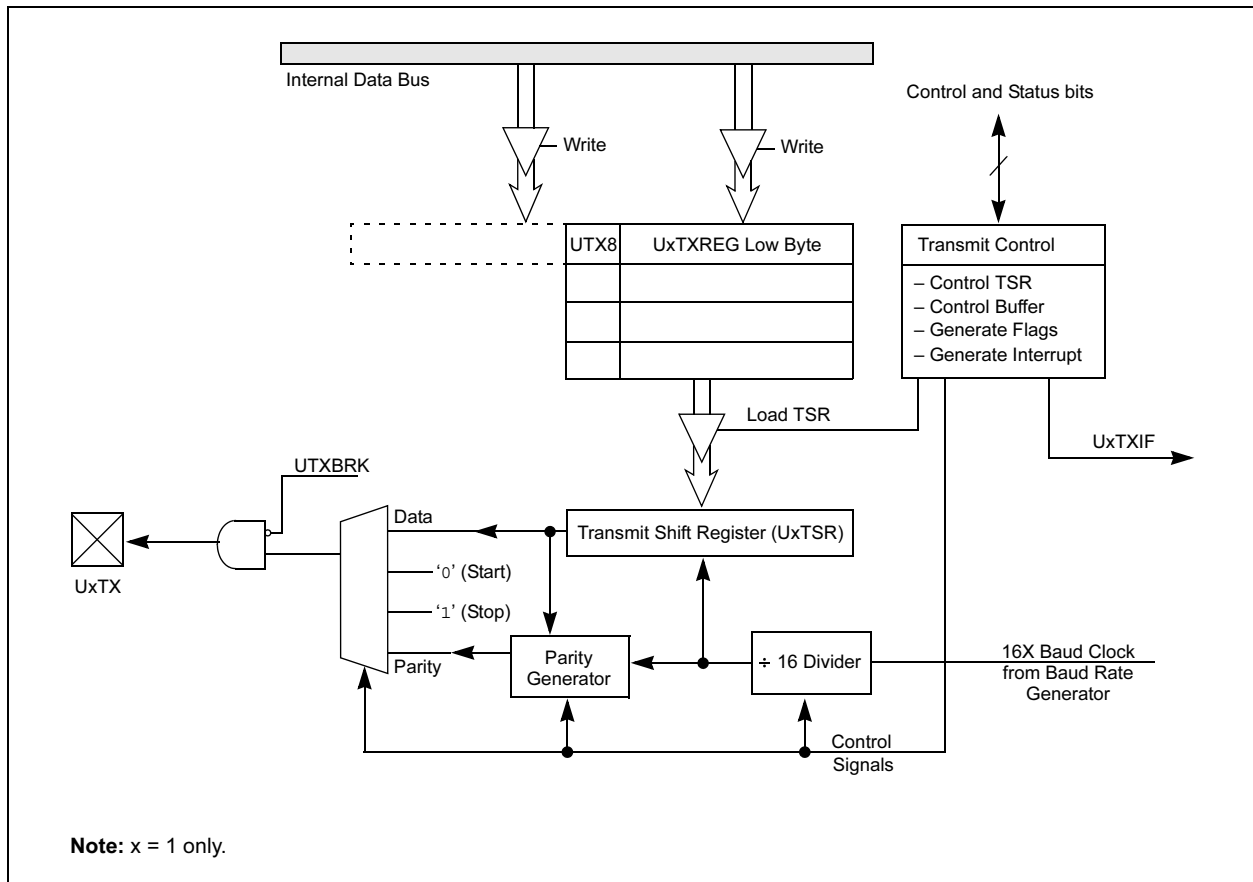 Internal Data Bus
Control and Status bits
Write
Write
UTX8
UxTXREG Low Byte
Transmit Control
– Control TSR
– Control Buffer
– Generate Flags
– Generate Interrupt
Load TSR
UxTXIF
UTXBRK
Data
Transmit Shift Register (UxTSR)
UxTX
‘0’ (Start)
‘1’ (Stop)
Parity
Parity
Generator
÷ 16 Divider
16X Baud Clock
from Baud Rate
Generator
Control
Signals
Note: x = 1 only.